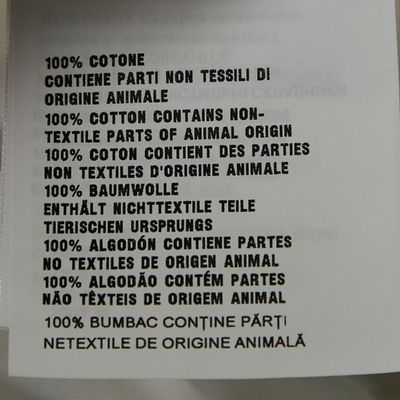 100% COTONE
CONTIENE PARTI NON TESSILI DI
ORIGINE ANIMALE
100% COTTON CONTAINS NON-
TEXTILE PARTS OF ANIMAL ORIGIN
100% COTON CONTIENT DES PARTIES
NON TEXTILES D'ORIGINE ANIMALE
100% BAUMWOLLE
ENTHÄLT NICHTTEXTILE TEILE
TIERISCHEN URSPRUNGS
100% ALGODÓN CONTIENE PARTES
NO TEXTILES DE ORIGEN ANIMAL
100% ALGODÃO CONTÉM PARTES
NÃO TÊXTEIS DE ORIGEM ANIMAL
100% BUMBAC CONȚINE PĂRȚI
NETEXTILE DE ORIGINE ANIMALĂ